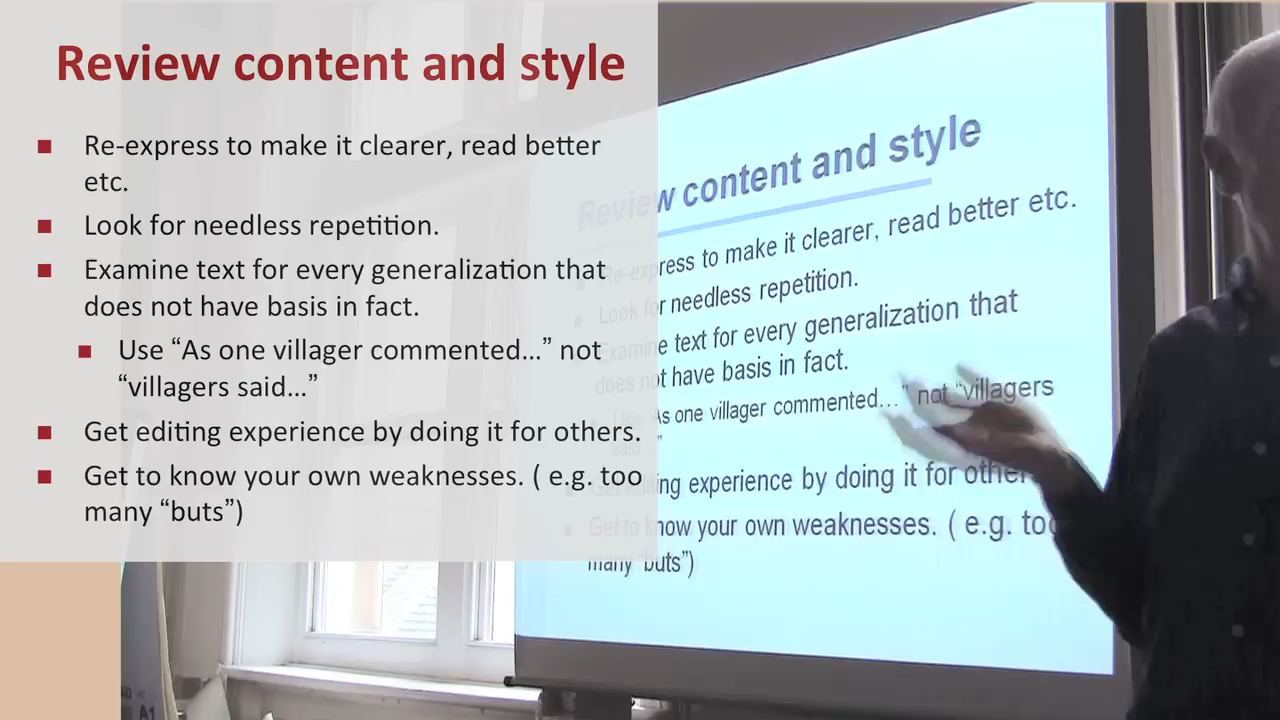 Review content and style
■ Re-express to make it clearer, read better
etc.
■ Look for needless repetition.
■ Examine text for every generalization that
does not have basis in fact.
■ Use “As one villager commented…” not
“villagers said…”
■ Get editing experience by doing it for others.
■ Get to know your own weaknesses. ( e.g. too
many “buts”)
Review content and style
Re-express to make it clearer, read better etc.
Look for needless repetition.
Examine text for every generalization that
does not have basis in fact.
Use “As one villager commented…” not “villagers
said
Get editing experience by doing it for other
Get to know your own weaknesses. ( e.g. too
many “buts”)
A1